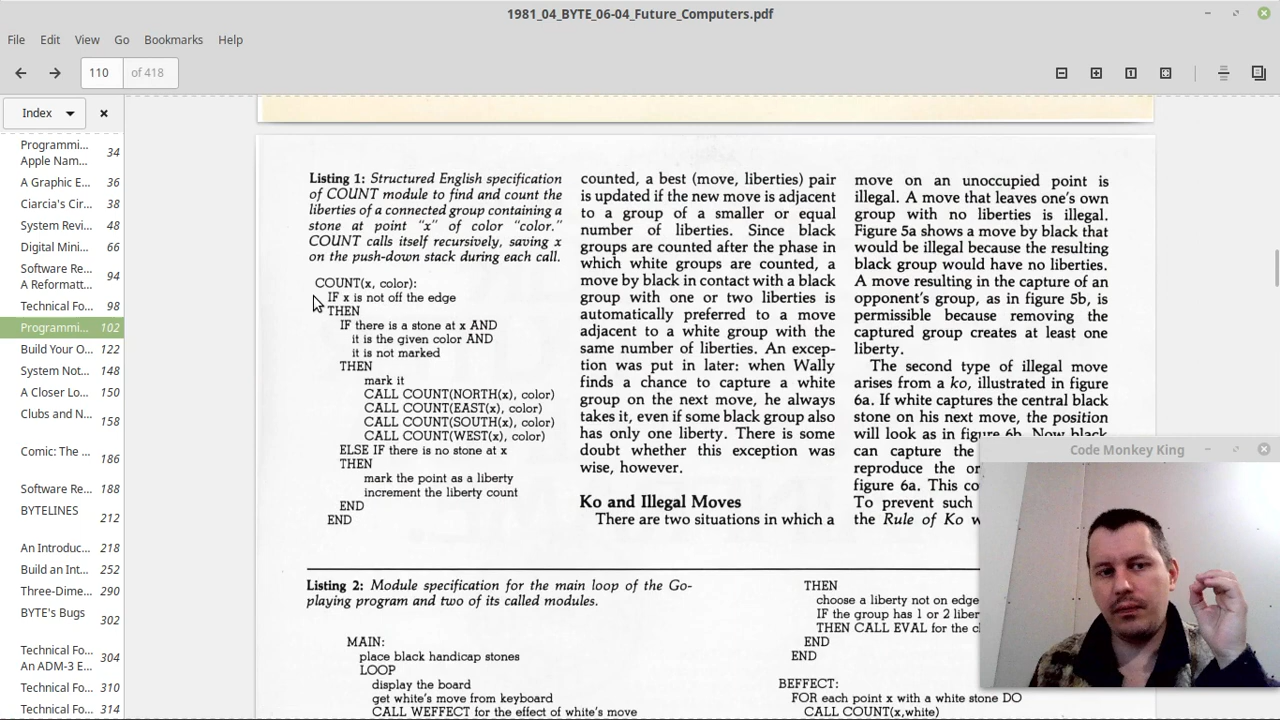 1981_04_BYTE_06-04_Future_Computers.pdf
File Edit View Go Bookmarks Help
110 of 418
Index
Programmi...
Apple Nam...
34
A Graphic E... 36
Ciarcia's Cir... 38
System Revi... 48
Digital Mini... 66
Software Re...
A Reformatt...
94
Technical Fo... 98
Programmi... 102
Build Your O... 122
System Not... 148
A Closer Lo... 150
Clubs and N...
158
Comic: The ...
186
Software Re... 188
BYTELINES
212
An Introduc... 218
Build an Int... 252
Three-Dime... 290
BYTE's Bugs
302
Technical Fo...
An ADM-3 E...
304
Technical Fo... 310
Technical Fo... 314
Listing 1: Structured English specification
of COUNT module to find and count the
liberties of a connected group containing a
stone at point "x" of color "color."
COUNT calls itself recursively, saving x
on the push-down stack during each call.
COUNT(x, color):
IF x is not off the edge
THEN
IF there is a stone at x AND
it is the given color AND
it is not marked
THEN
mark it
CALL COUNT(NORTH(x), color)
CALL COUNT(EAST(x), color)
CALL COUNT(SOUTH(x), color)
CALL COUNT(WEST(x), color)
ELSE IF there is no stone at x
THEN
mark the point as a liberty
increment the liberty count
END
END
counted, a best (move, liberties) pair
is updated if the new move is adjacent
to a group of a smaller or equal
number of liberties. Since black
groups are counted after the phase in
which white groups are counted, a
move by black in contact with a black
group with one or two liberties is
automatically preferred to a move
adjacent to a white group with the
same number of liberties. An excep-
tion was put in later: when Wally
finds a chance to capture a white
group on the next move, he always
takes it, even if some black group also
has only one liberty. There is some
doubt whether this exception was
wise, however.
Ko and Illegal Moves
There are two situations in which a
move on an unoccupied point is
illegal. A move that leaves one's own
group with no liberties is illegal.
Figure 5a shows a move by black that
would be illegal because the resulting
black group would have no liberties.
A move resulting in the capture of an
opponent's group, as in figure 5b, is
permissible because removing the
captured group creates at least one
liberty.
The second type of illegal move
arises from a ko, illustrated in figure
6a. If white captures the central black
stone on his next move, the position
will look as in figure 6b. Now black
can capture the
reproduce the or
figure 6a. This co
To prevent such
the Rule of Ko w
Listing 2: Module specification for the main loop of the Go-
playing program and two of its called modules.
MAIN:
place black handicap stones
LOOP
display the board
get white's move from keyboard
CALL WEFFECT for the effect of white's move
THEN
choose a liberty not on edge
IF the group has 1 or 2 liber
THEN CALL EVAL for the c
END
END
BEFFECT:
FOR each point x with a white stone DO
CALL COUNT(x,white)
Code Monkey King